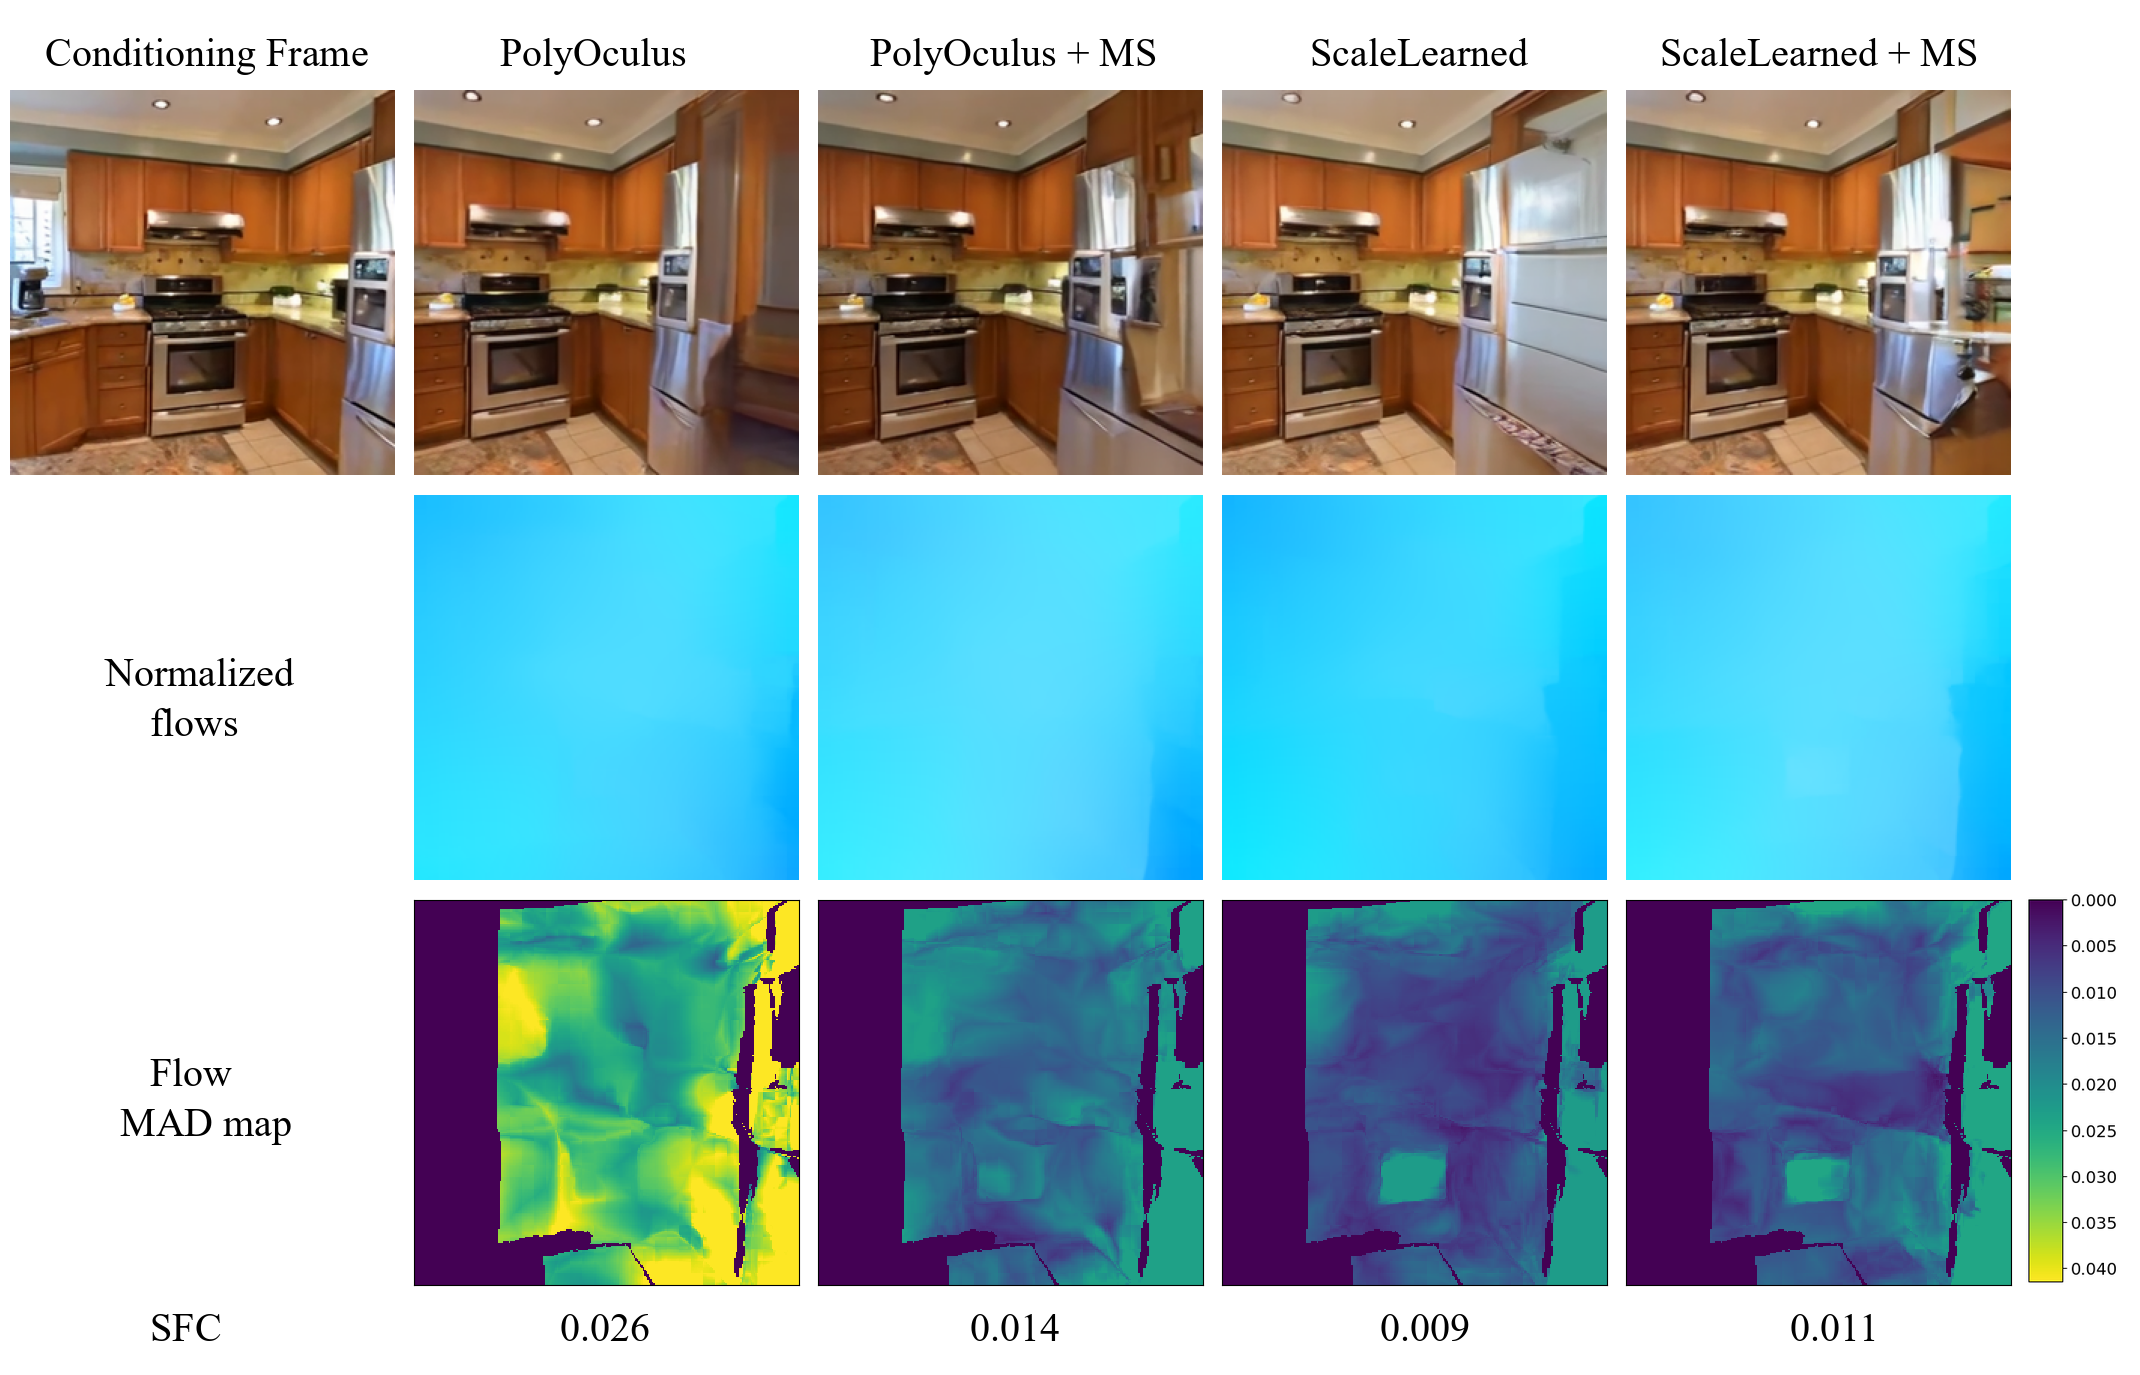 Conditioning Frame
PolyOculus
PolyOculus + MS
ScaleLearned
ScaleLearned + MS
Normalized
flows
Flow
MAD map
0.000
0.005
0.010
0.015
0.020
0.025
0.030
0.035
0.040
SFC
0.026
0.014
0.009
0.011